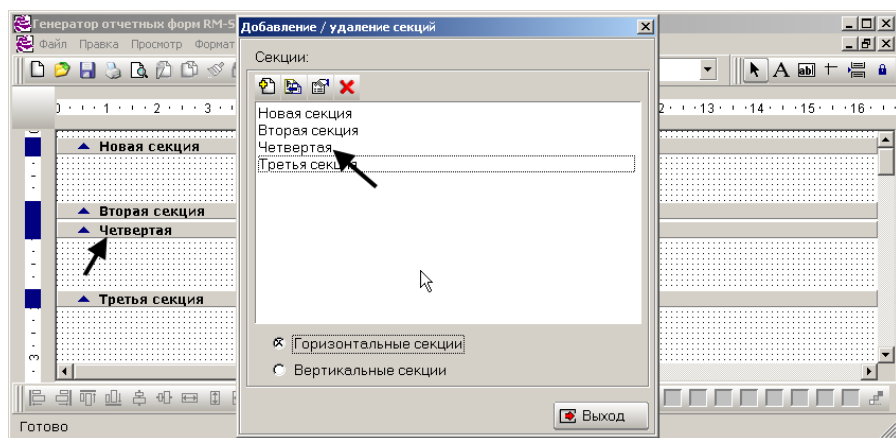 Генератор отчетных форм RM-S
Добавление / удаление секций
Файл Правка Просмотр Формат
Секции:
Новая секция
Вторая секция
Четвертая
Третья секция
Новая секция
Вторая секция
Четвертая
Третья секция
Горизонтальные секции
Вертикальные секции
Выход
Готово